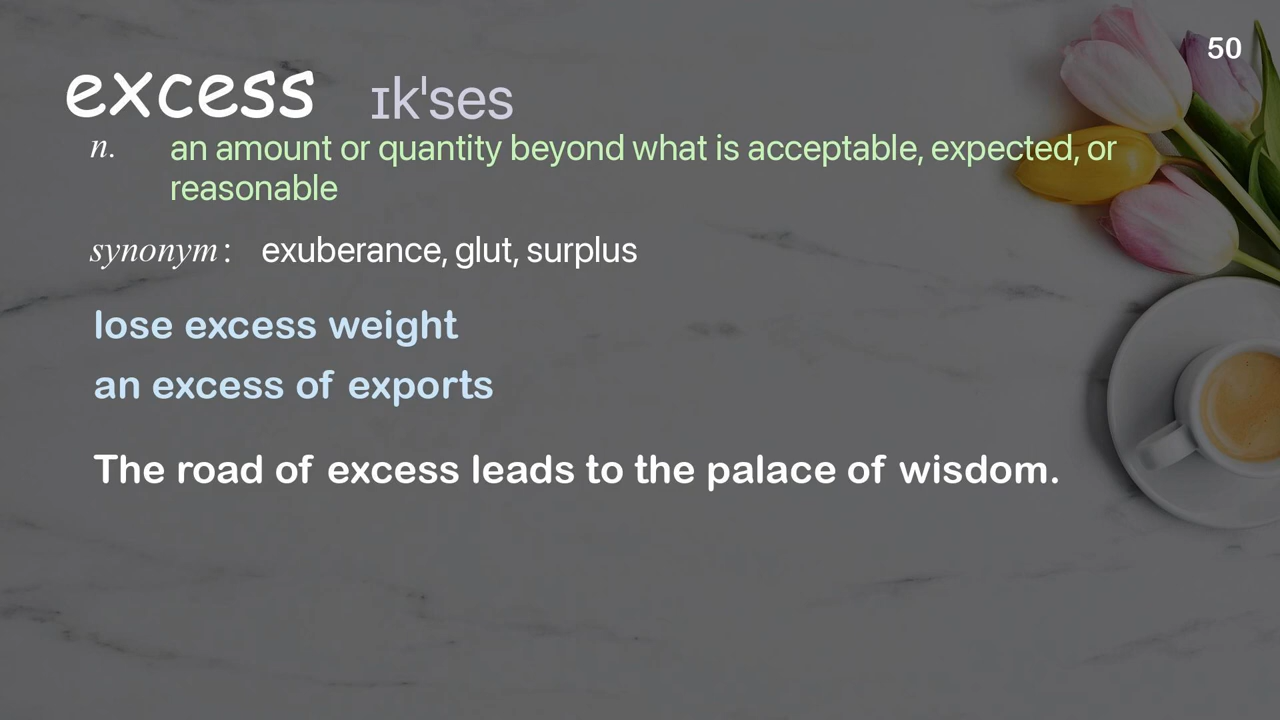 50
excess ɪk'ses
n. an amount or quantity beyond what is acceptable, expected, or
reasonable
synonym: exuberance, glut, surplus
lose excess weight
an excess of exports
The road of excess leads to the palace of wisdom.